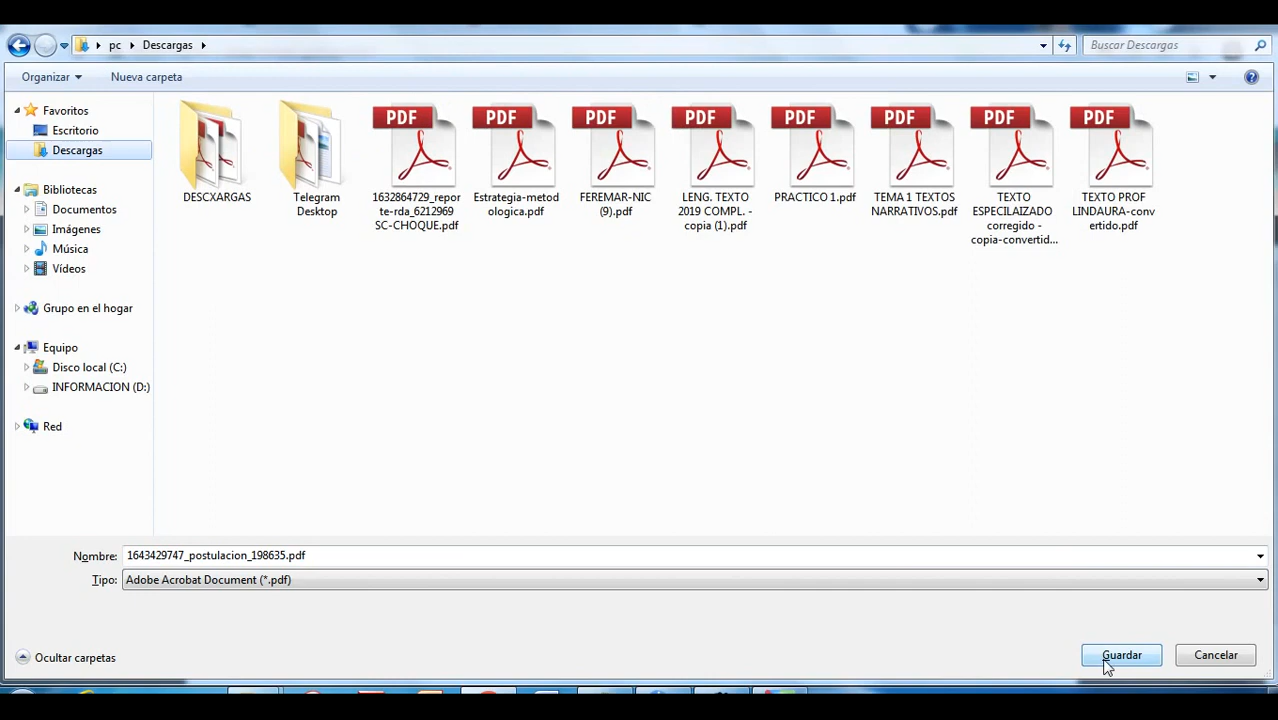 pc ▸ Descargas ▸
Buscar Descargas
Organizar
Nueva carpeta
Favoritos
Escritorio
Descargas
Bibliotecas
Documentos
Imágenes
Música
Vídeos
Grupo en el hogar
Equipo
Disco local (C:)
INFORMACION (D:)
Red
DESCXARGAS
Telegram
Desktop
PDF
1632864729_repor
te-rda_6212969
SC-CHOQUE.pdf
PDF
Estrategia-metod
ologica.pdf
PDF
FEREMAR-NIC
(9).pdf
PDF
LENG. TEXTO
2019 COMPL. -
copia (1).pdf
PDF
PRACTICO 1.pdf
PDF
TEMA 1 TEXTOS
NARRATIVOS.pdf
PDF
TEXTO
ESPECILAIZADO
corregido -
copia-convertid...
PDF
TEXTO PROF
LINDAURA-conv
ertido.pdf
Nombre: 1643429747_postulacion_198635.pdf
Tipo: Adobe Acrobat Document (*.pdf)
Ocultar carpetas
Guardar
Cancelar